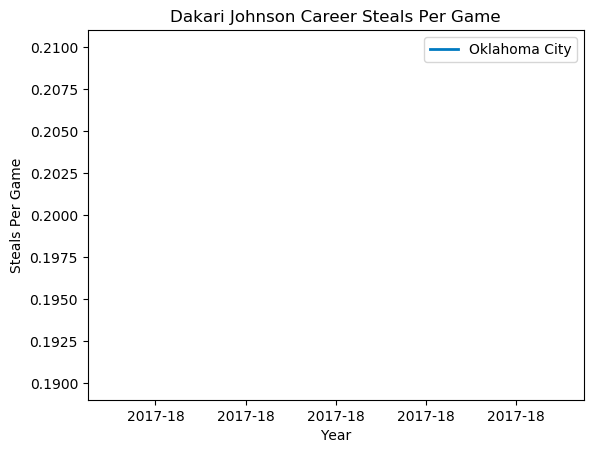 Dakari Johnson Career Steals Per Game
Oklahoma City
Steals Per Game
0.2100
0.2075
0.2050
0.2025
0.2000
0.1975
0.1950
0.1925
0.1900
2017-18 2017-18 2017-18 2017-18 2017-18
Year